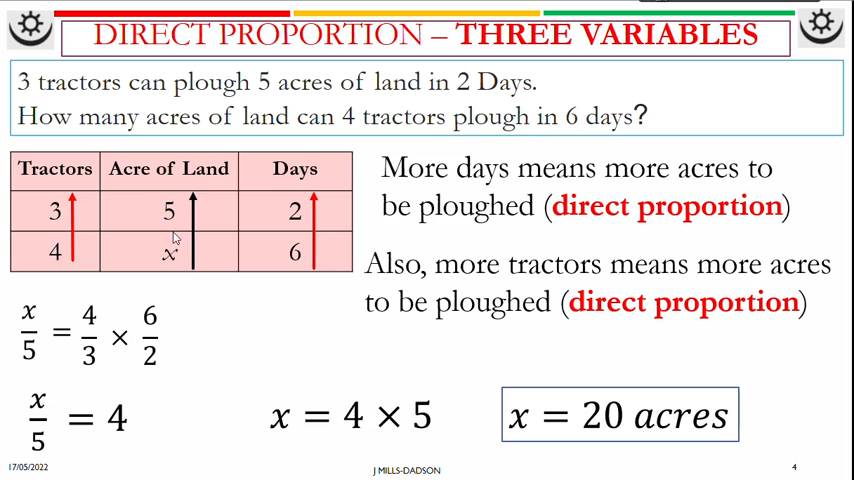 DIRECT PROPORTION – THREE VARIABLES
3 tractors can plough 5 acres of land in 2 Days.
How many acres of land can 4 tractors plough in 6 days?
Tractors Acre of Land Days
3 5 2
4 x 6
More days means more acres to
be ploughed (direct proportion)
Also, more tractors means more acres
to be ploughed (direct proportion)
x/5 = 4/3 × 6/2
x/5 = 4
x = 4 × 5
x = 20 acres
17/05/2022
J MILLS-DADSON
4